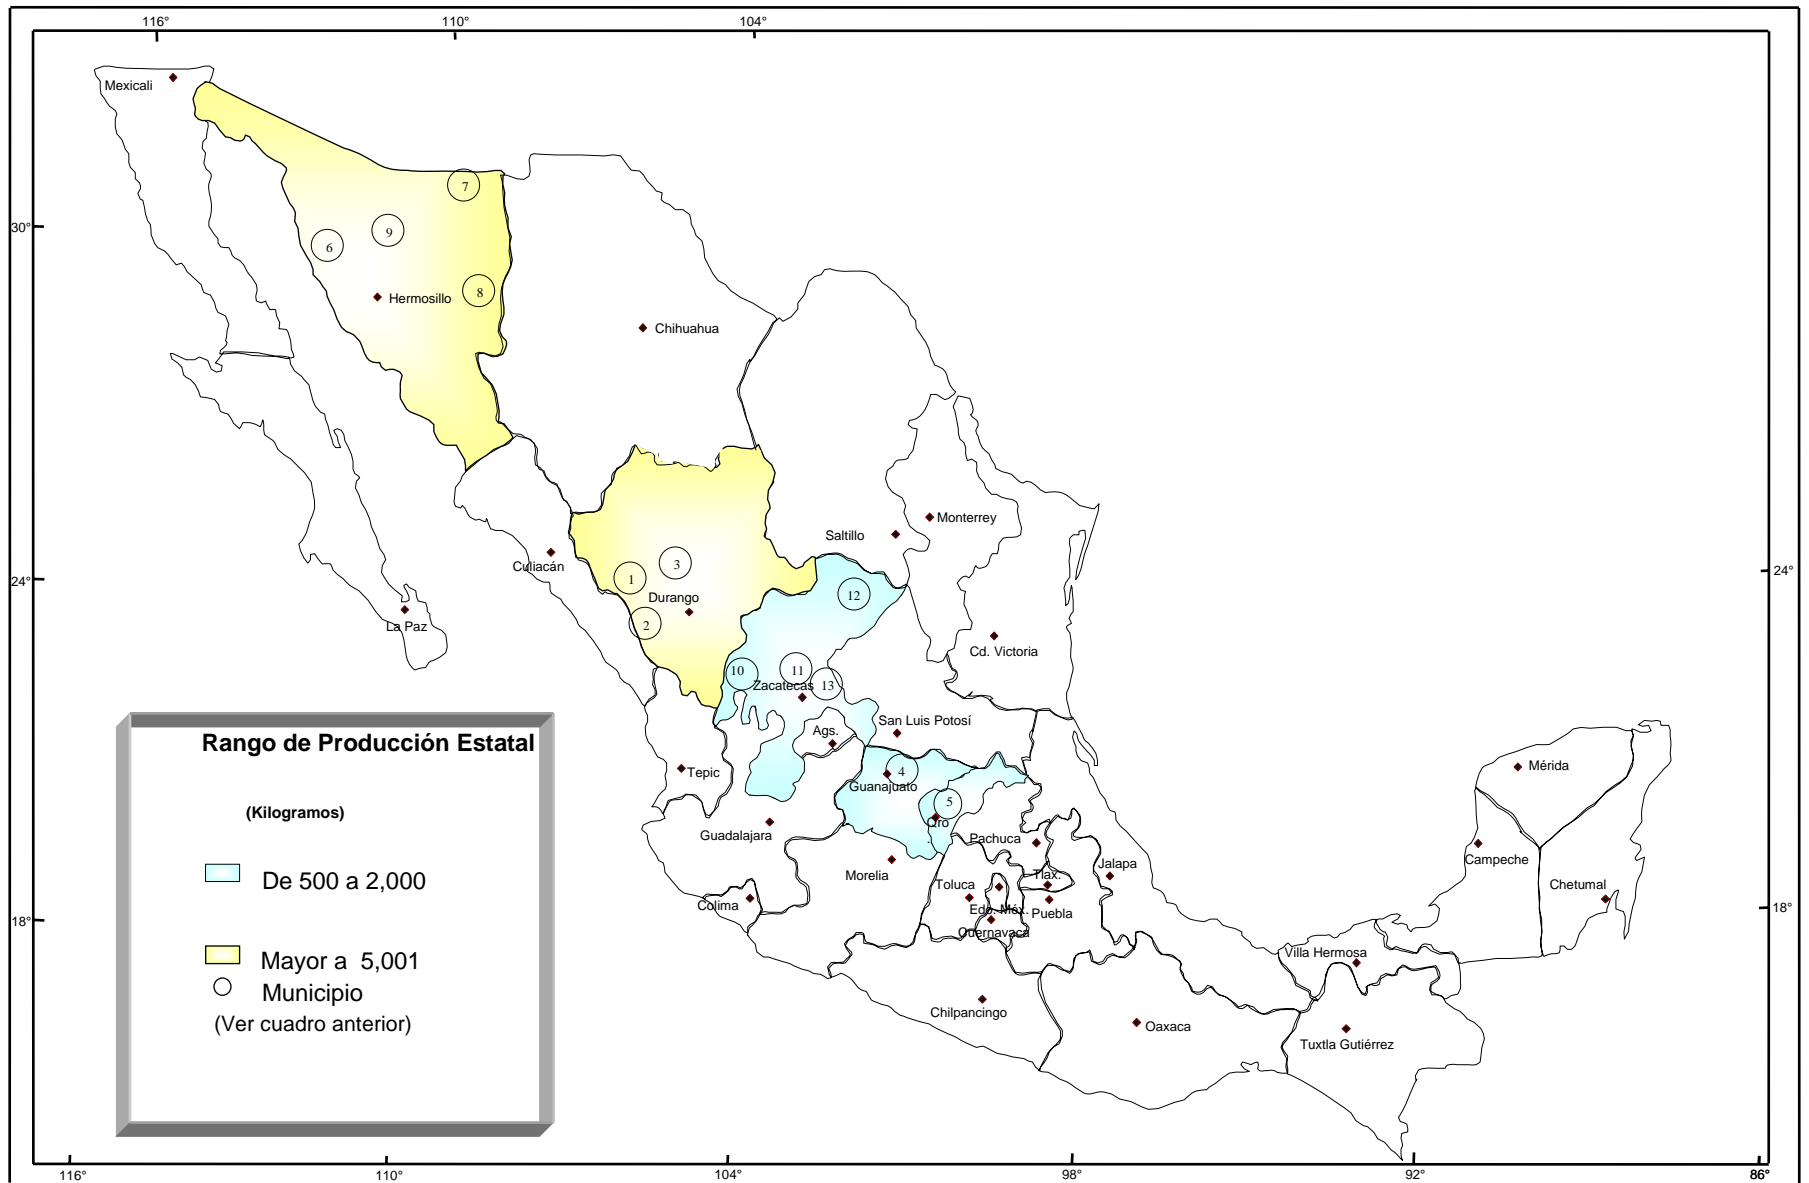 116°
110°
104°
Mexicali
7
30°
6
9
8
Hermosillo
Chihuahua
Monterrey
Saltillo
Culiacán
24°
24°
1
3
12
Durango
2
La Paz
Cd. Victoria
10
11
13
Zacatecas
San Luis Potosí
Ags.
Tepic
4
Guanajuato
5
Qro
.
Mérida
Guadalajara
Pachuca
Campeche
Jalapa
Morelia
Tlax.
Toluca
Chetumal
Colima
Edo. Méx.
Puebla
18°
18°
Cuernavaca
Villa Hermosa
Chilpancingo
Oaxaca
Tuxtla Gutiérrez
Rango de Producción Estatal
(Kilogramos)
De 500 a 2,000
Mayor a 5,001
Municipio
(Ver cuadro anterior)
116°
110°
104°
98°
92°
86°